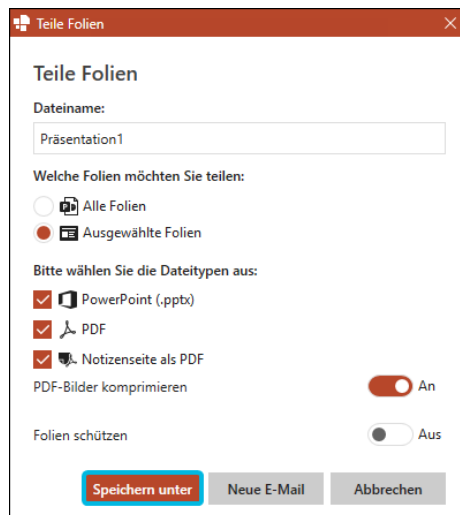 Teile Folien
Teile Folien
Dateiname:
Präsentation1
Welche Folien möchten Sie teilen:
Alle Folien
Ausgewählte Folien
Bitte wählen Sie die Dateitypen aus:
PowerPoint (.pptx)
PDF
Notizenseite als PDF
PDF-Bilder komprimieren An
Folien schützen Aus
Speichern unter Neue E-Mail Abbrechen